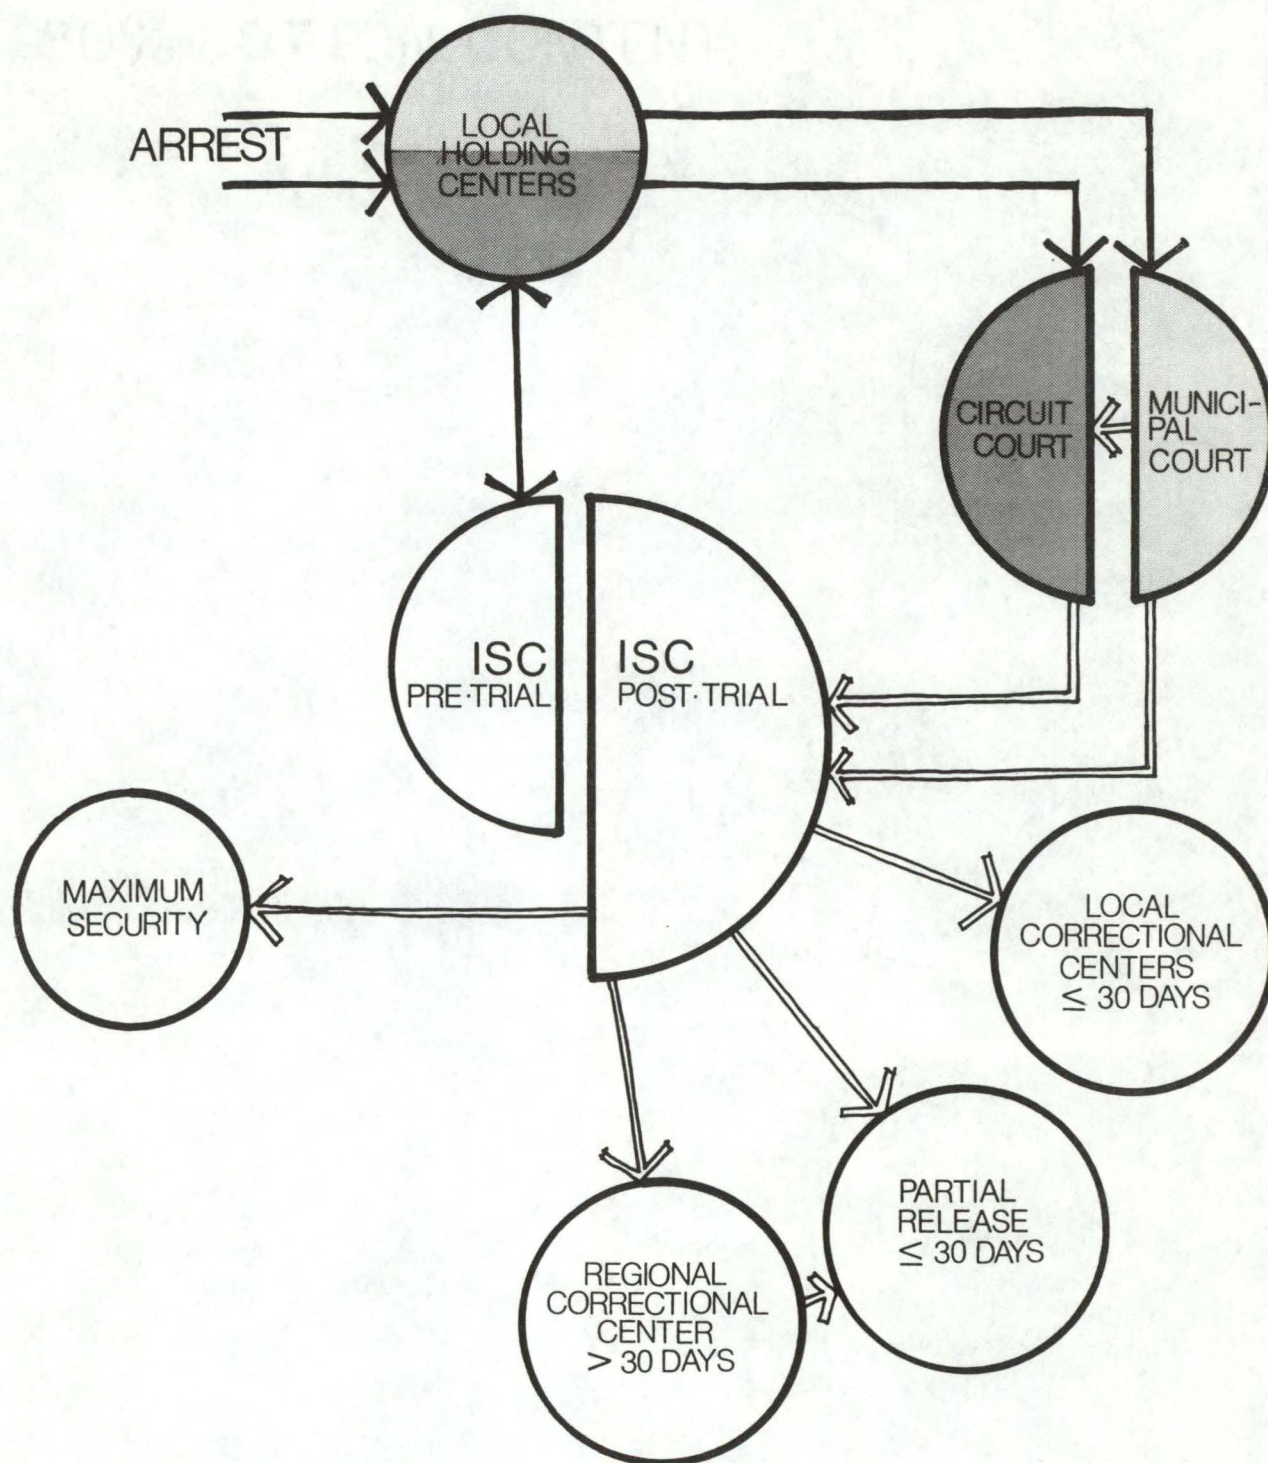 ARREST
LOCAL
HOLDING
CENTERS
CIRCUIT
COURT
MUNICI-
PAL
COURT
ISC
PRE·TRIAL
ISC
POST·TRIAL
MAXIMUM
SECURITY
LOCAL
CORRECTIONAL
CENTERS
≤ 30 DAYS
PARTIAL
RELEASE
≤ 30 DAYS
REGIONAL
CORRECTIONAL
CENTER
> 30 DAYS